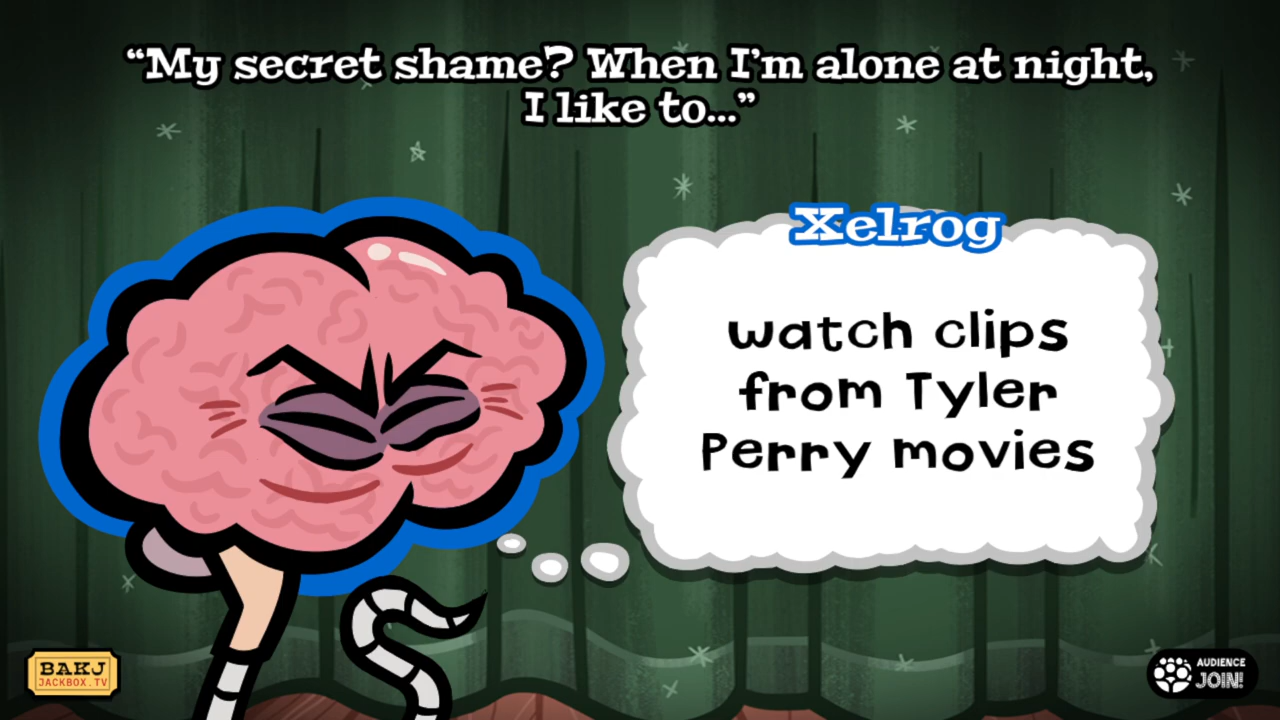 “My secret shame? When I’m alone at night,
I like to...”
Xelrog
watch clips
from Tyler
Perry movies
BAKJ
JACKBOX.TV
AUDIENCE
JOIN!